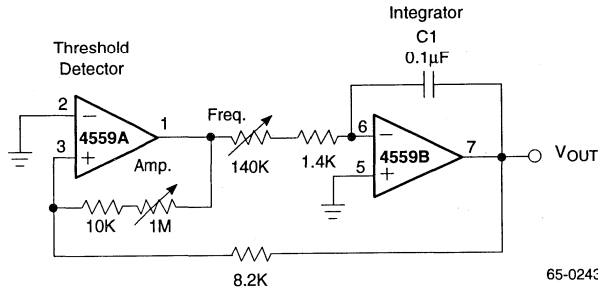 Integrator
C1
0.1µF
Threshold
Detector
2
−
4559A
1
3
+
Freq.
140K
1.4K
6
−
4559B
7
5
+
VOUT
Amp.
10K
1M
8.2K
65-0243